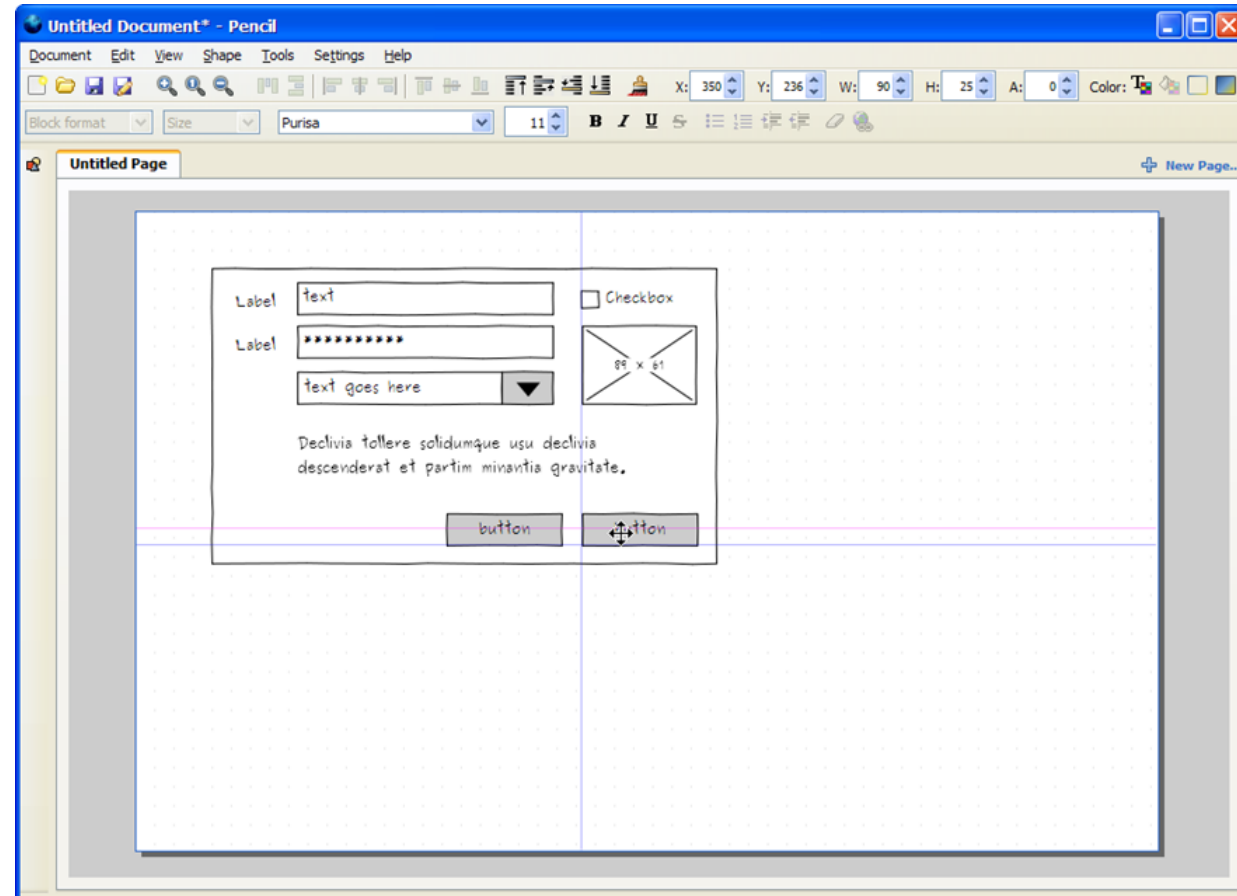 Untitled Document* - Pencil
Document Edit View Shape Tools Settings Help
X: 350 Y: 236 W: 90 H: 25 A: 0 Color:
Block format Size Purisa 11 B I U S
Untitled Page New Page..
Label text Checkbox
Label **********
89 x 61
text goes here
Declivia tollere solidumque usu declivia
descenderat et partim minantia gravitate.
button button